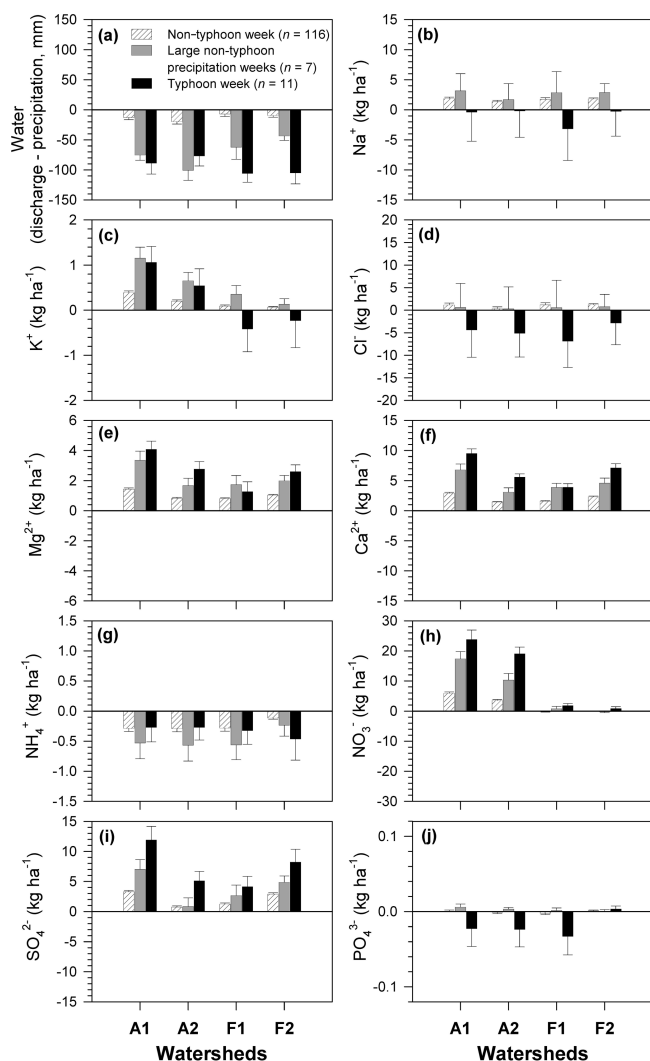 (a)
Non-typhoon week (n = 116)
Large non-typhoon
precipitation weeks (n = 7)
Typhoon week (n = 11)
150
100
50
0
-50
-100
-150
Water
(discharge - precipitation, mm)
(b)
15
10
5
0
-5
-10
-15
Na⁺ (kg ha⁻¹)
(c)
2
1
0
-1
-2
K⁺ (kg ha⁻¹)
(d)
20
15
10
5
0
-5
-10
-15
-20
Cl⁻ (kg ha⁻¹)
(e)
6
4
2
0
-2
-4
-6
Mg²⁺ (kg ha⁻¹)
(f)
15
10
5
0
-5
-10
-15
Ca²⁺ (kg ha⁻¹)
(g)
1.5
1.0
0.5
0.0
-0.5
-1.0
-1.5
NH₄⁺ (kg ha⁻¹)
(h)
30
20
10
0
-10
-20
-30
NO₃⁻ (kg ha⁻¹)
(i)
15
10
5
0
-5
-10
-15
SO₄²⁻ (kg ha⁻¹)
A1 A2 F1 F2
Watersheds
(j)
0.1
0.0
-0.1
PO₄³⁻ (kg ha⁻¹)
A1 A2 F1 F2
Watersheds